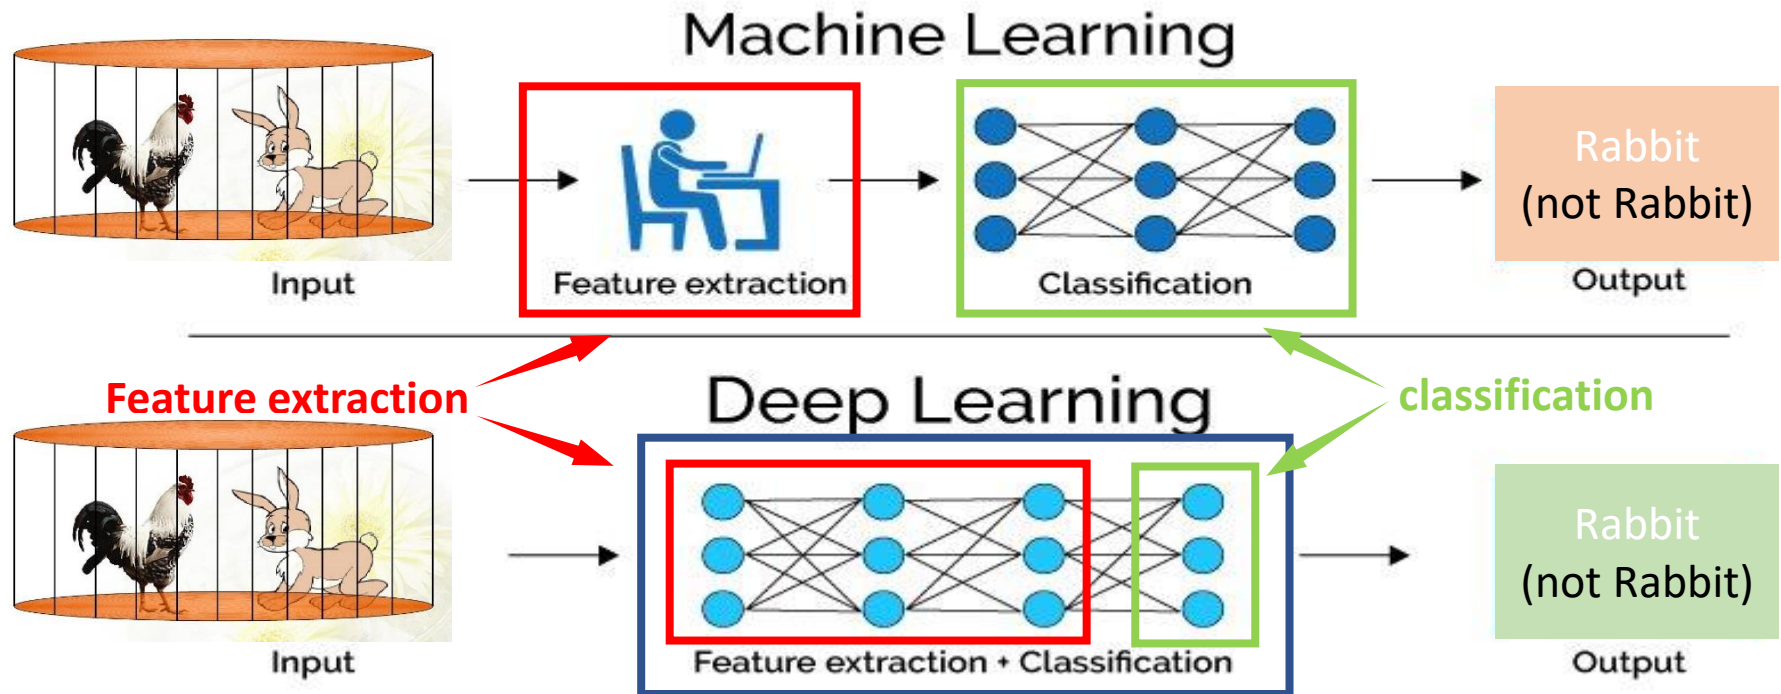 Machine Learning
Rabbit
(not Rabbit)
Input
Feature extraction
Classification
Output
Feature extraction
Deep Learning
classification
Rabbit
(not Rabbit)
Input
Feature extraction + Classification
Output